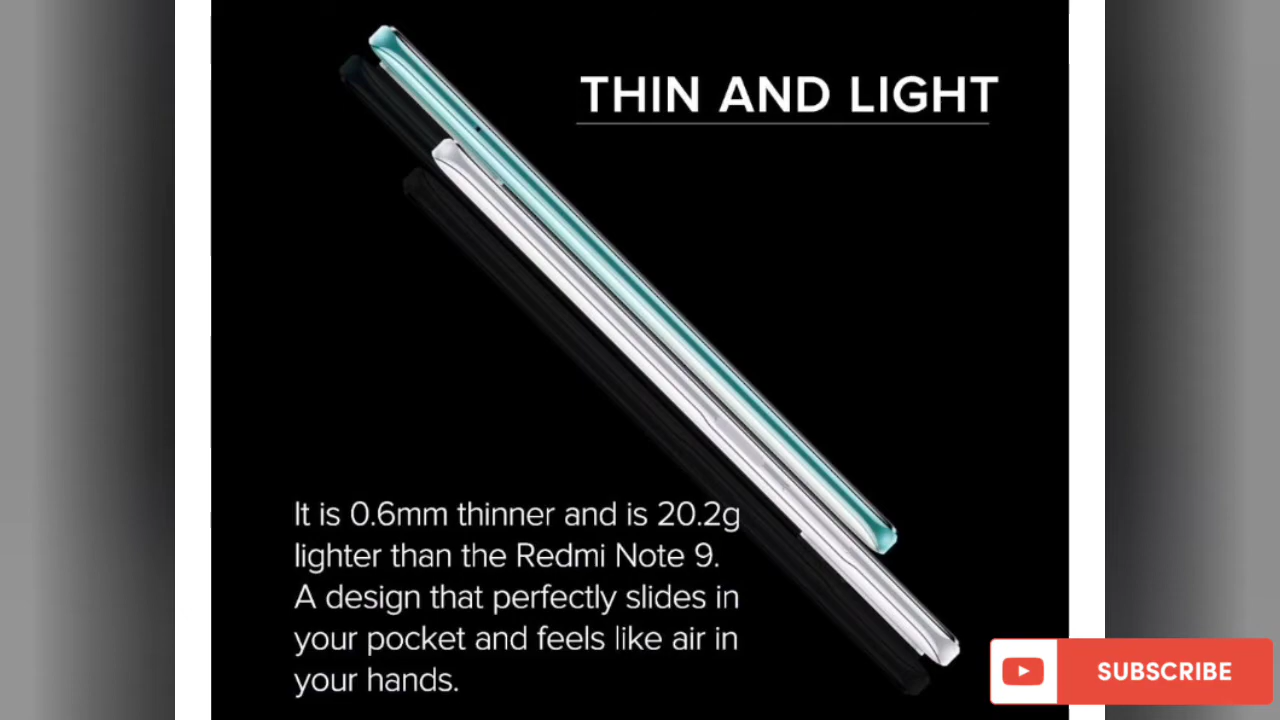 THIN AND LIGHT
It is 0.6mm thinner and is 20.2g
lighter than the Redmi Note 9.
A design that perfectly slides in
your pocket and feels like air in
your hands.
SUBSCRIBE